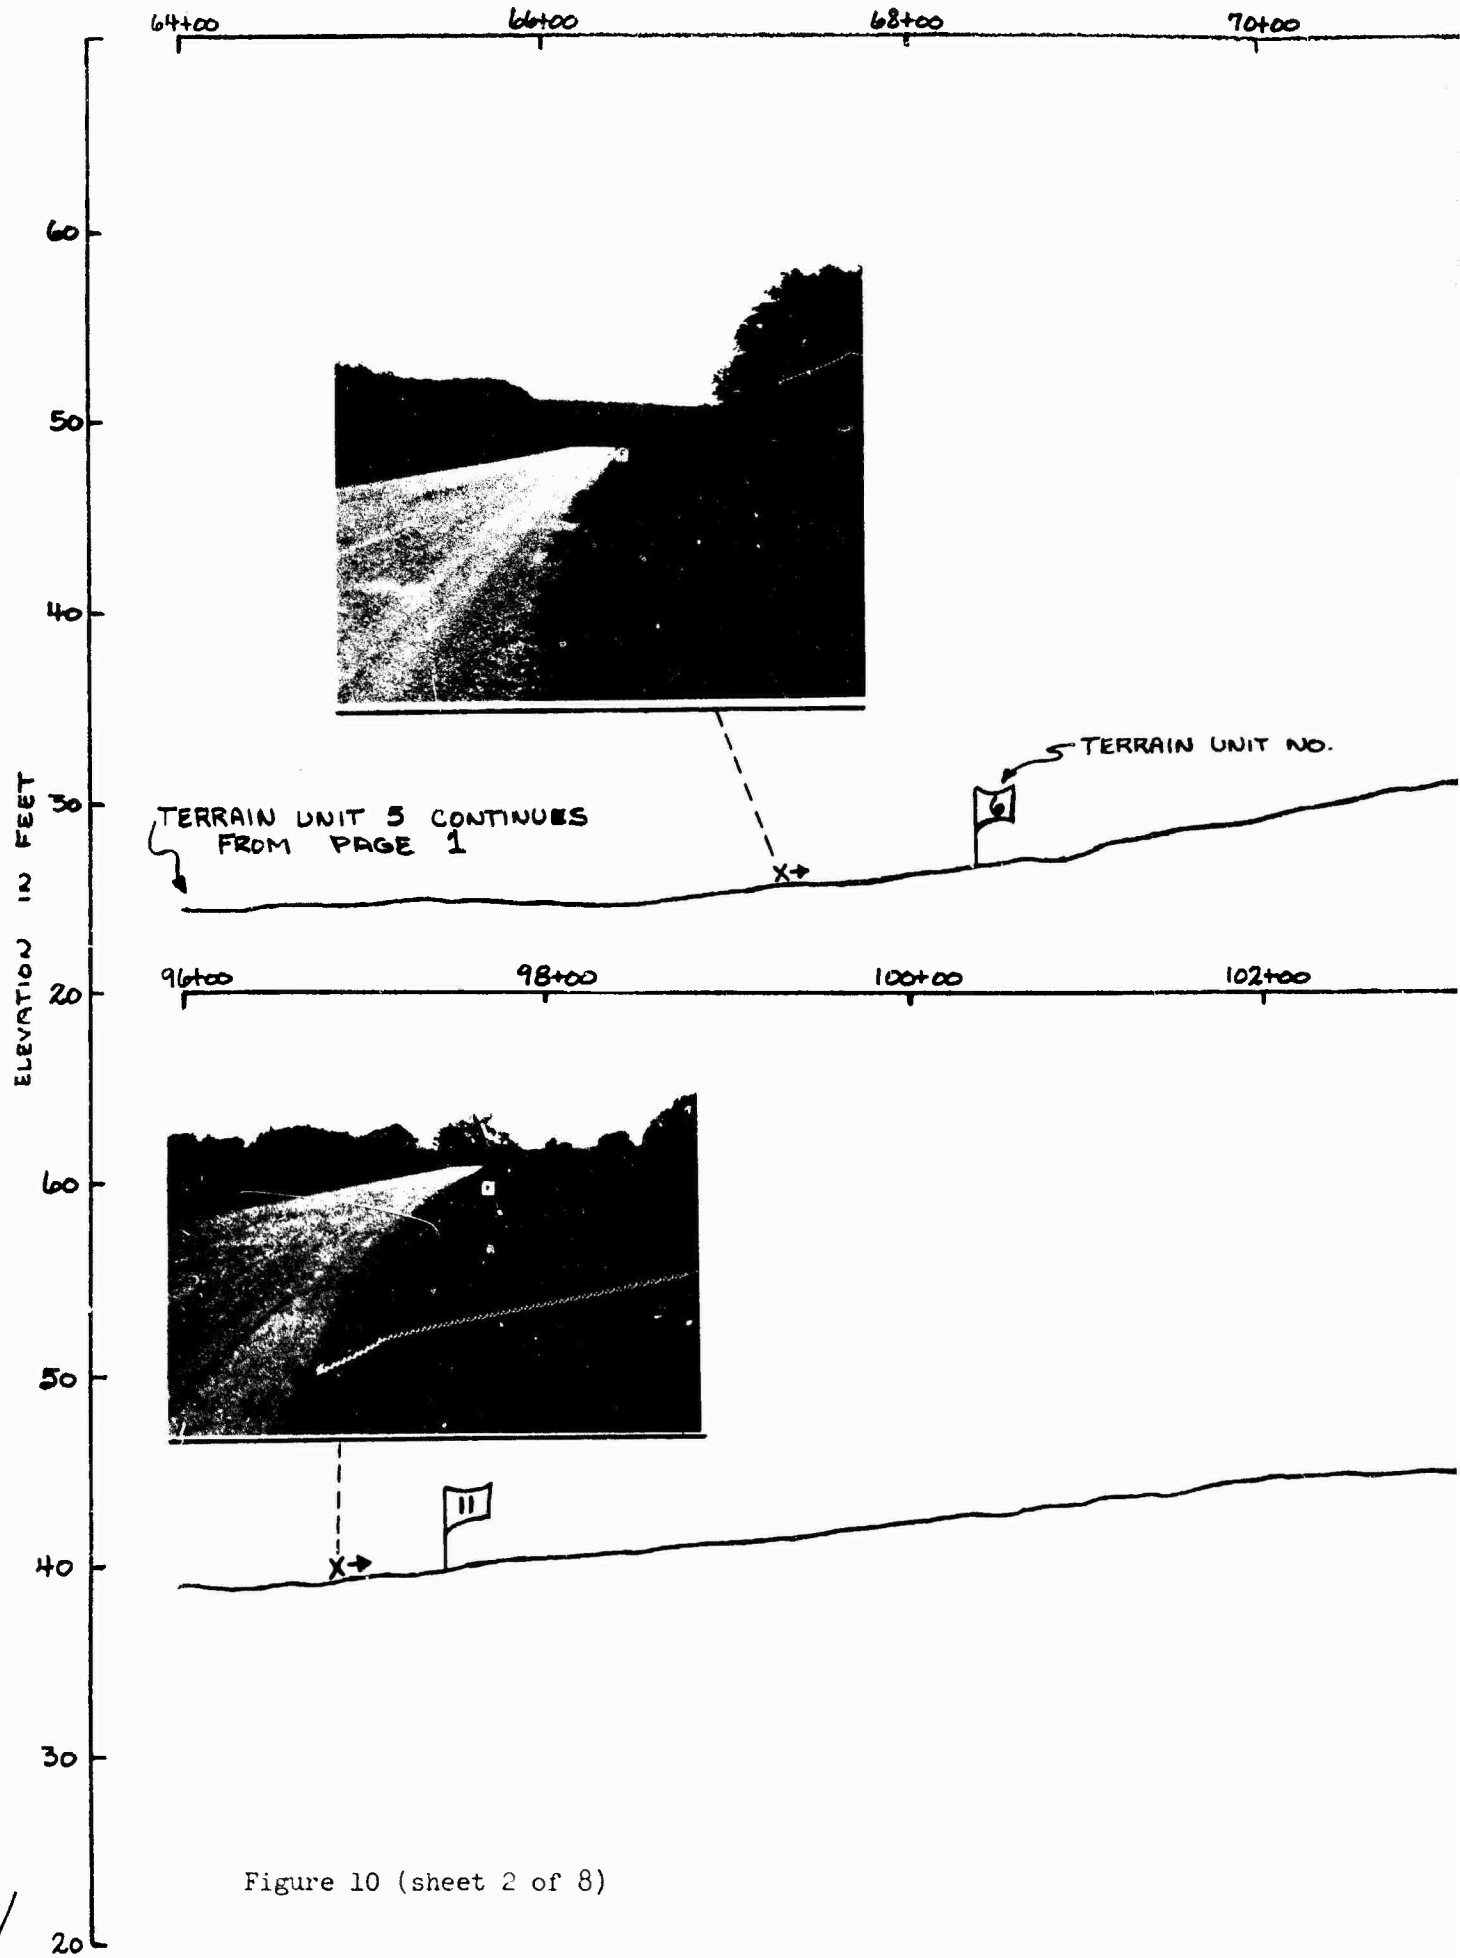 64+00 66+00 68+00 70+00
60
50
40
30
20
ELEVATION IN FEET
TERRAIN UNIT NO.
6
TERRAIN UNIT 5 CONTINUES
FROM PAGE 1
96+00 98+00 100+00 102+00
60
50
40
30
20
11
Figure 10 (sheet 2 of 8)